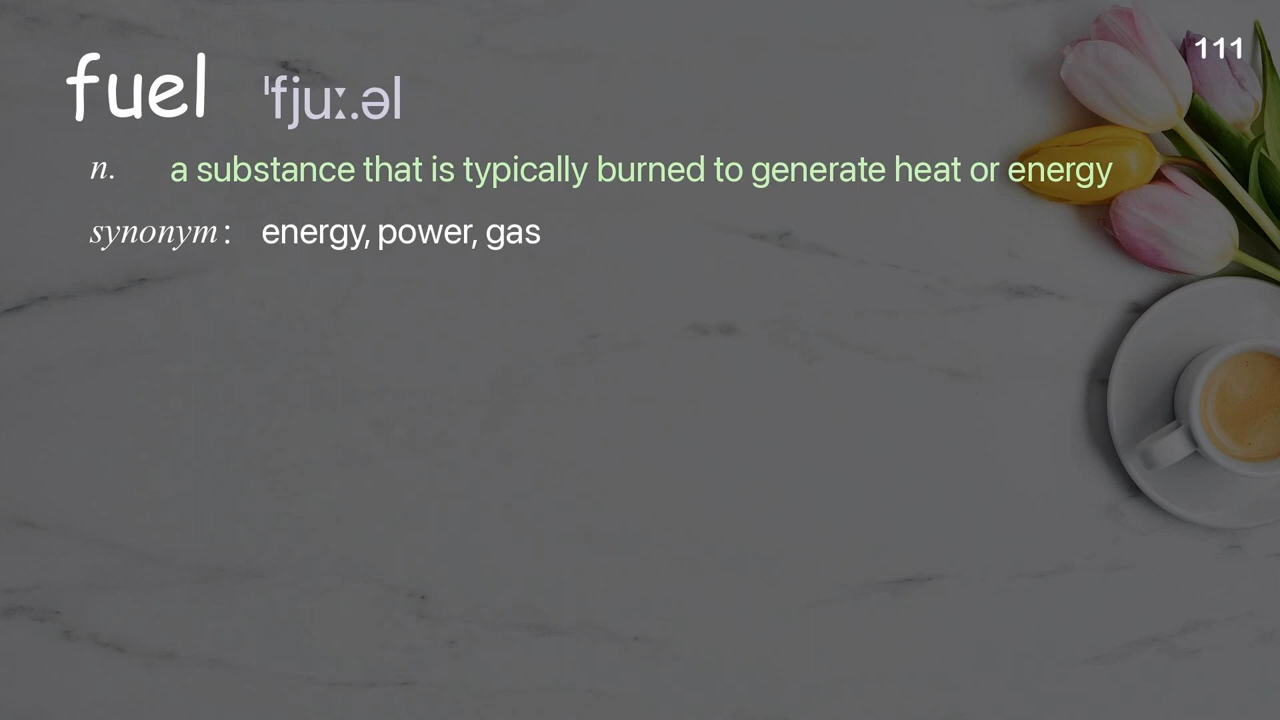 111
fuel ˈfjuː.əl
n. a substance that is typically burned to generate heat or energy
synonym: energy, power, gas